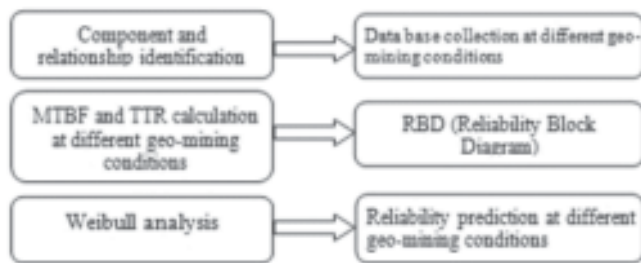 Component and
relationship identification
Data base collection at different geo-
mining conditions
MTBF and TTR calculation
at different geo-mining
conditions
RBD (Reliability Block
Diagram)
Weibull analysis
Reliability prediction at different
geo-mining conditions